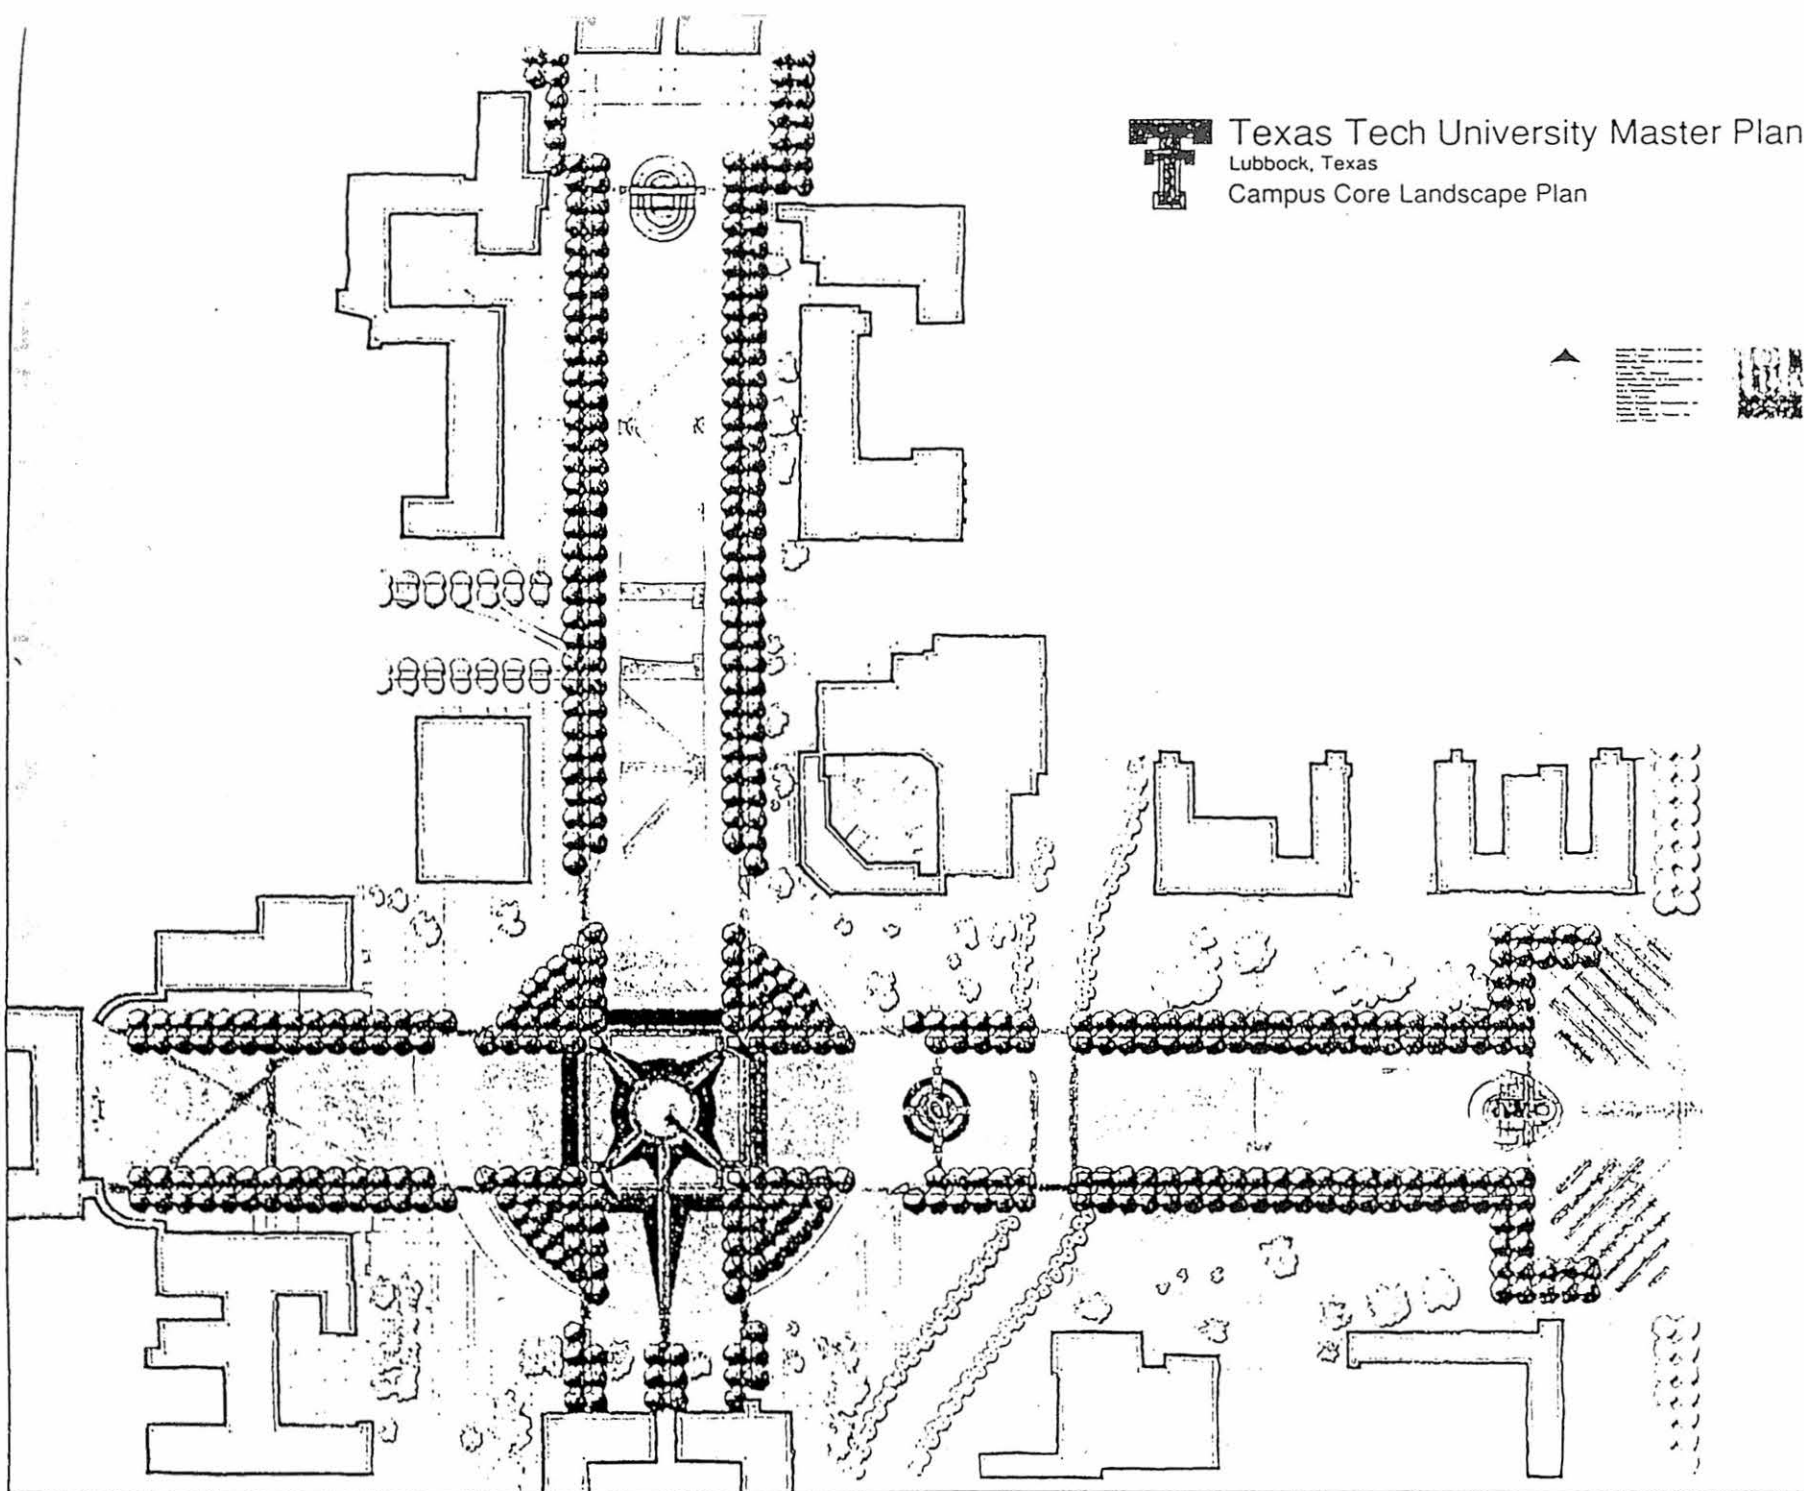 Texas Tech University Master Plan
Lubbock, Texas
Campus Core Landscape Plan